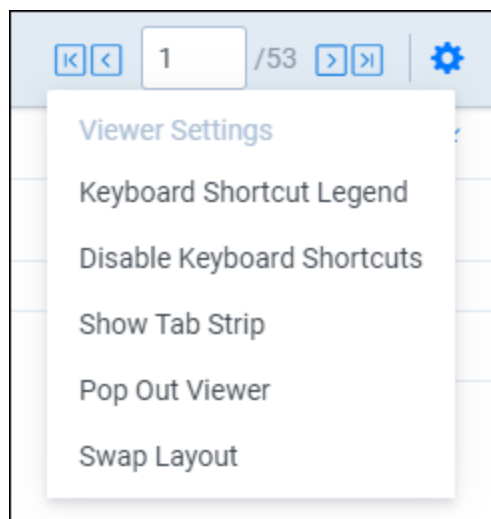 1 /53
Viewer Settings
Keyboard Shortcut Legend
Disable Keyboard Shortcuts
Show Tab Strip
Pop Out Viewer
Swap Layout